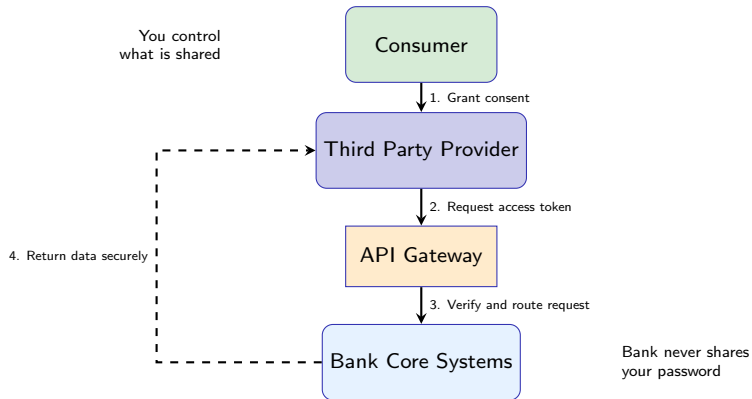 You control
what is shared
Consumer
1. Grant consent
Third Party Provider
2. Request access token
API Gateway
4. Return data securely
3. Verify and route request
Bank Core Systems
Bank never shares
your password